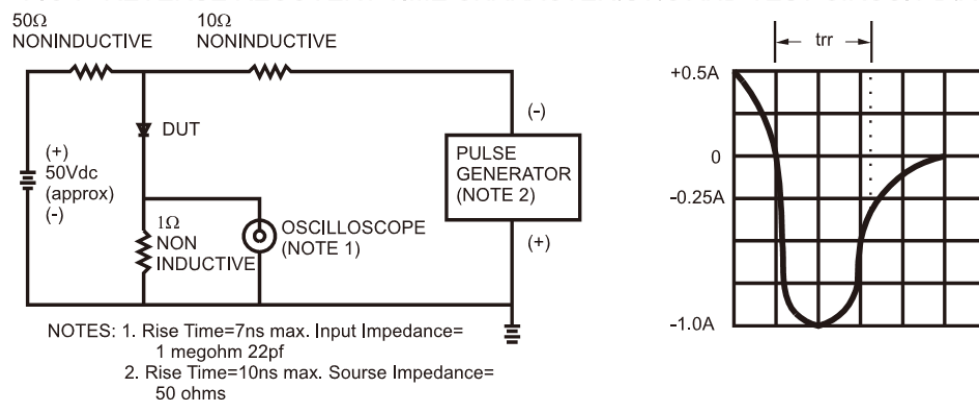 50Ω
NONINDUCTIVE
10Ω
NONINDUCTIVE
DUT
(+)
50Vdc
(approx)
(-)
1Ω
NON
INDUCTIVE
OSCILLOSCOPE
(NOTE 1)
(-)
PULSE
GENERATOR
(NOTE 2)
(+)
NOTES: 1. Rise Time=7ns max. Input Impedance=
1 megohm 22pf
2. Rise Time=10ns max. Sourse Impedance=
50 ohms
trr
+0.5A
0
-0.25A
-1.0A